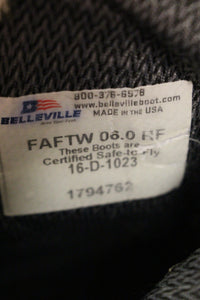 800-376-6978
www.bellevilleboot.com
BELLEVILLE
MADE IN THE USA
FAFTW 06.0 RF
These Boots are
Certified Safe-to-Fly
16-D-1023
1794762